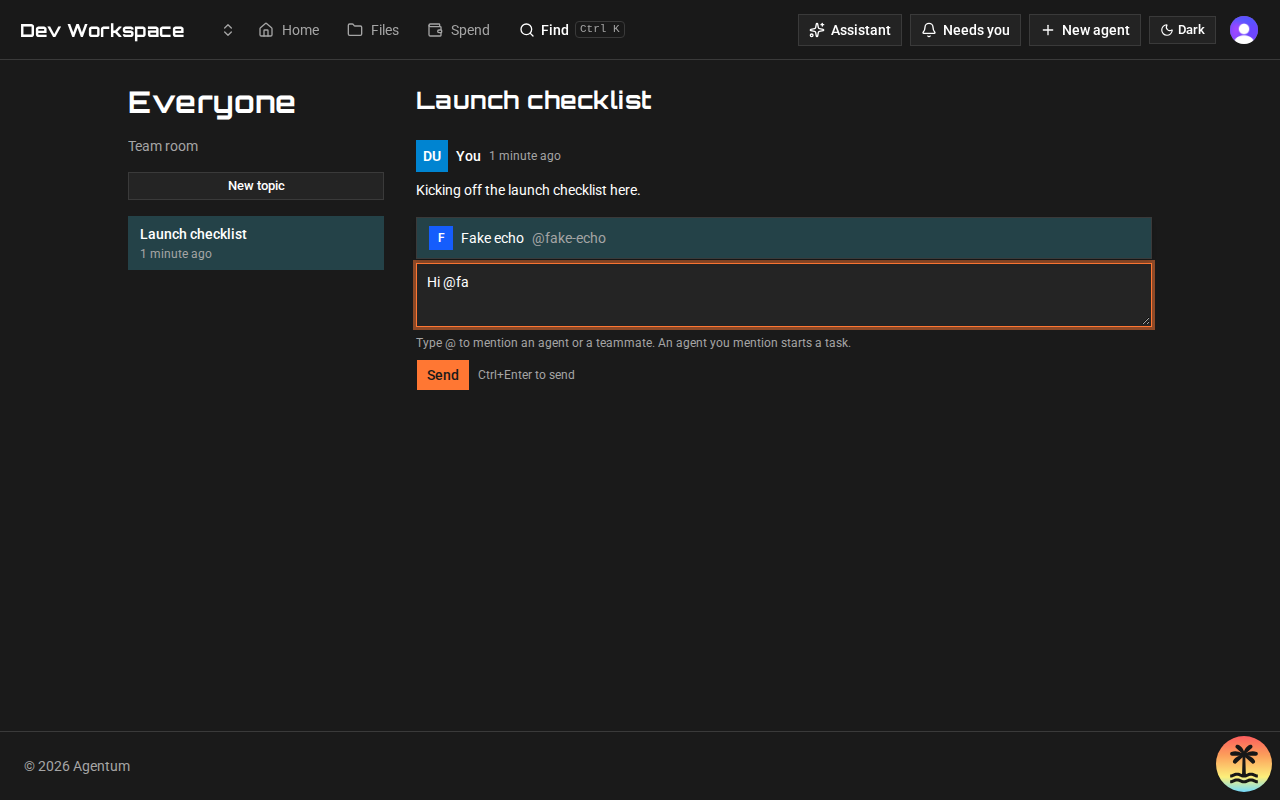 Dev Workspace
Home
Files
Spend
Find Ctrl K
Assistant
Needs you
New agent
Dark
Everyone
Team room
New topic
Launch checklist
1 minute ago
Launch checklist
DU You 1 minute ago
Kicking off the launch checklist here.
F Fake echo @fake-echo
Hi @fa
Type @ to mention an agent or a teammate. An agent you mention starts a task.
Send Ctrl+Enter to send
© 2026 Agentum